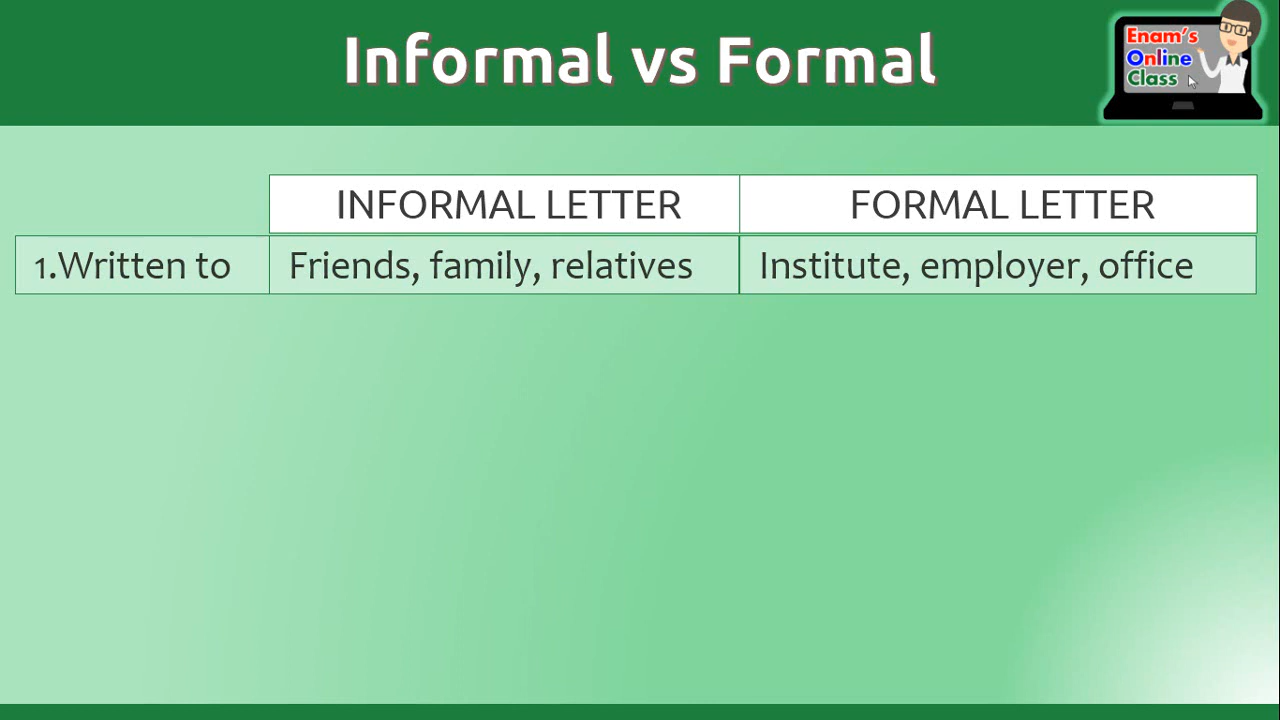 Informal vs Formal
Enam's
Online
Class
INFORMAL LETTER FORMAL LETTER
1.Written to Friends, family, relatives Institute, employer, office